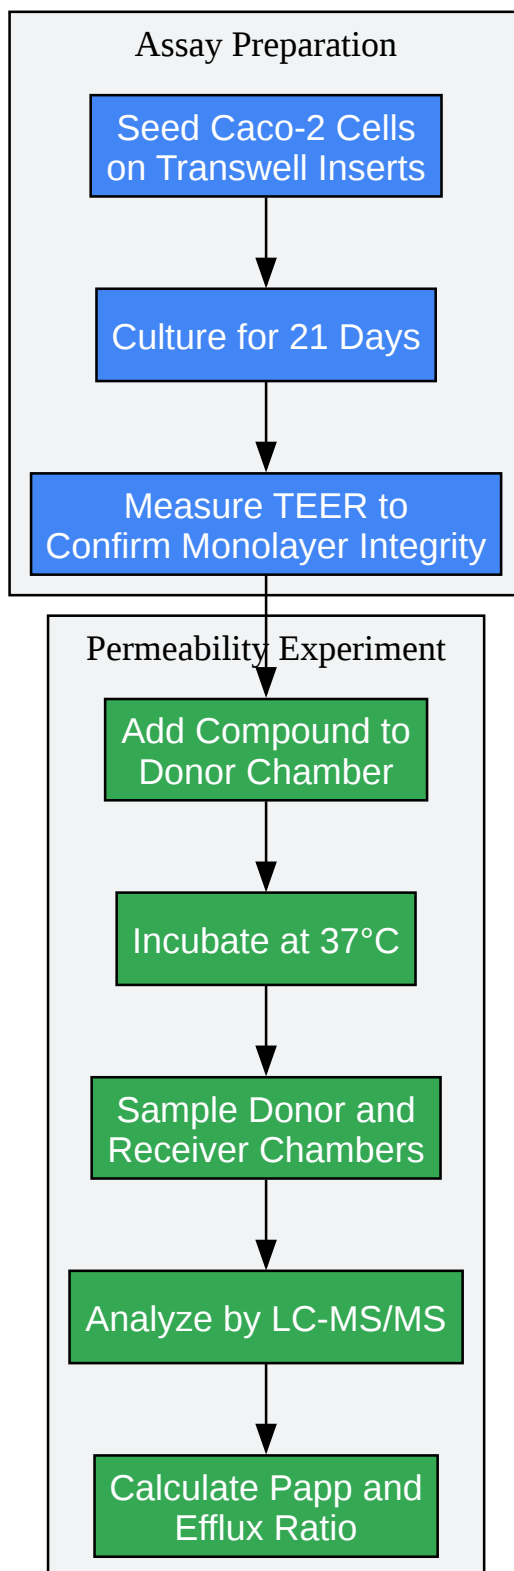 Assay Preparation
Seed Caco-2 Cells
on Transwell Inserts
Culture for 21 Days
Measure TEER to
Confirm Monolayer Integrity
Permeability Experiment
Add Compound to
Donor Chamber
Incubate at 37°C
Sample Donor and
Receiver Chambers
Analyze by LC-MS/MS
Calculate Papp and
Efflux Ratio